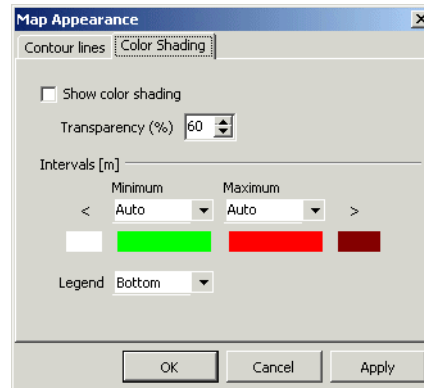 Map Appearance
Contour lines Color Shading
Show color shading
Transparency (%) 60
Intervals [m]
Minimum Maximum
< Auto Auto >
Legend Bottom
OK Cancel Apply